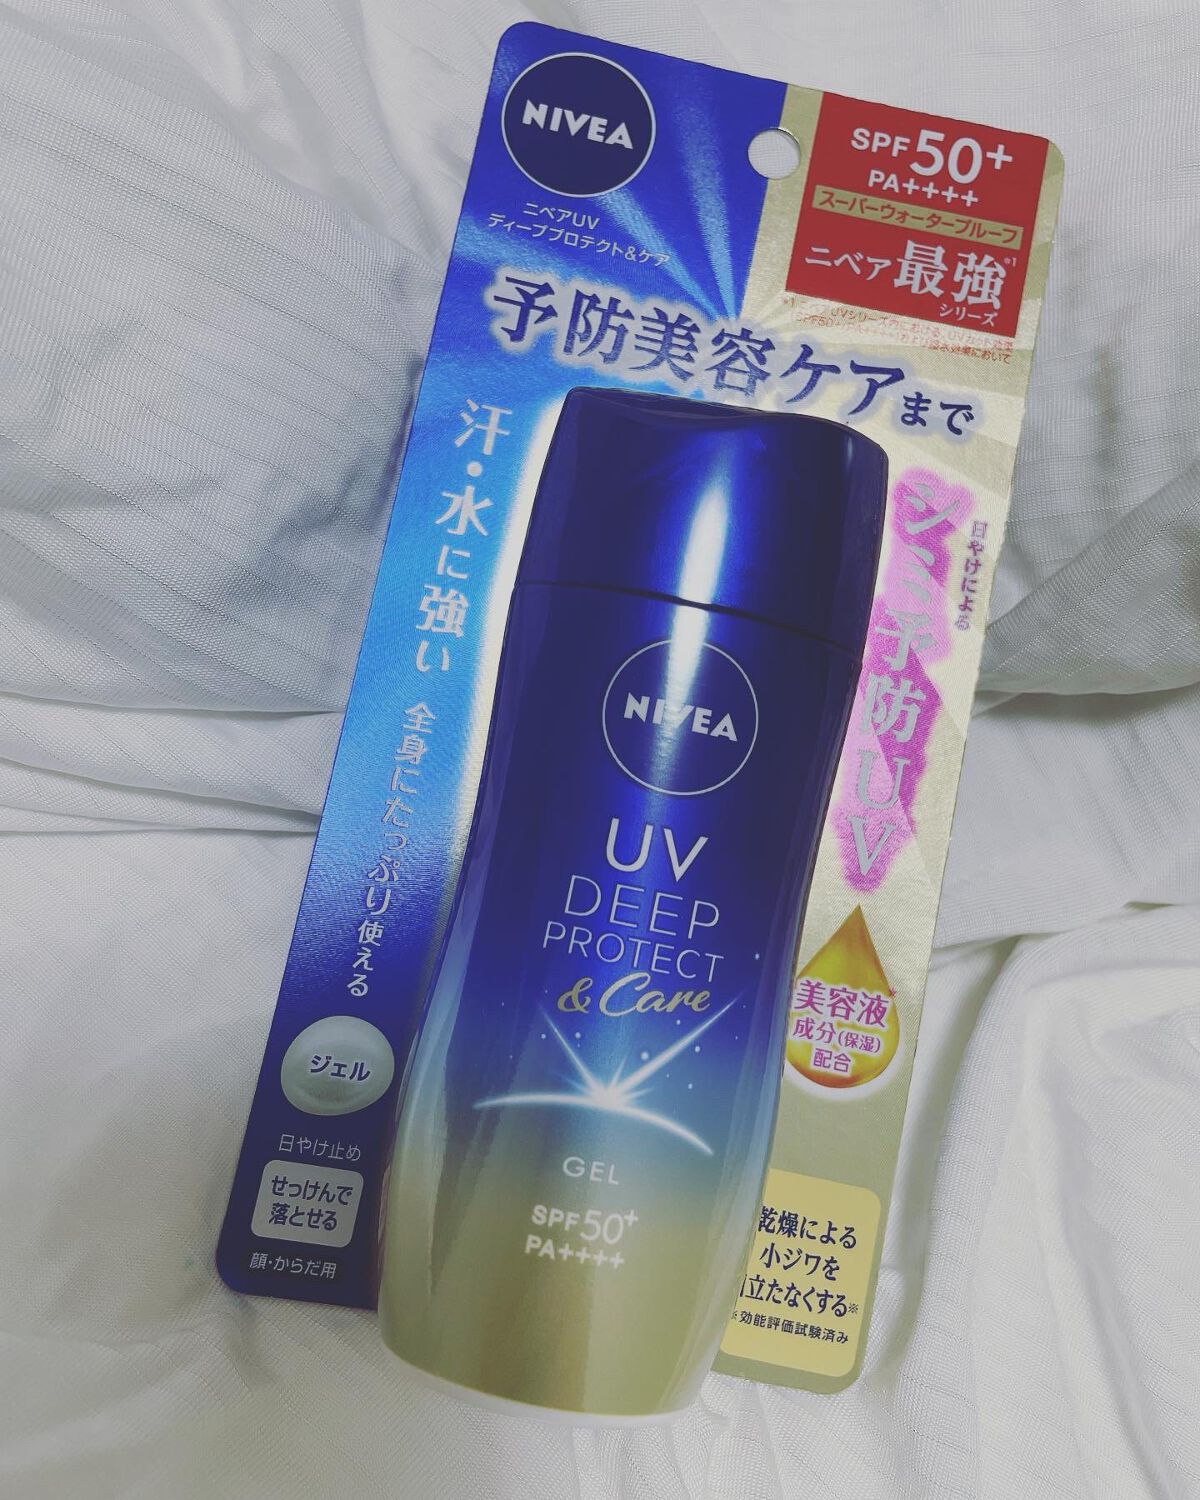 NIVEA
ニベアUV
ディーププロテクト&ケア
SPF50+
PA++++
スーパーウォータープルーフ
ニベア最強※1
シリーズ
予防美容ケアまで
汗・水に強い
全身にたっぷり使える
日やけによる
シミ予防UV
NIVEA
UV
DEEP
PROTECT
& Care
GEL
SPF50+
PA++++
美容液*
成分(保湿)
配合
ジェル
日やけ止め
せっけんで
落とせる
顔・からだ用
乾燥による
小ジワを
目立たなくする※
※効能評価試験済み